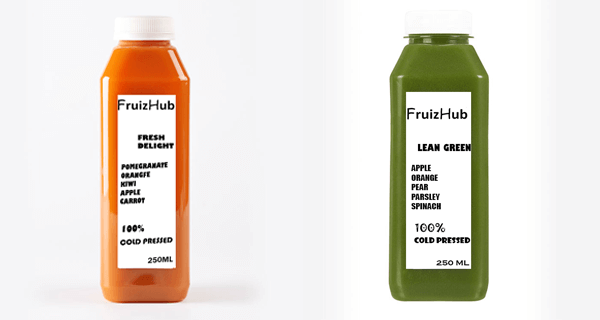 FruizHub
FRESH
DELIGHT
POMEGRANATE
ORANGFE
KIWI
APPLE
CARROT
100%
COLD PRESSED
250ML
FruizHub
LEAN GREEN
APPLE
ORANGE
PEAR
PARSLEY
SPINACH
100%
COLD PRESSED
250 ML